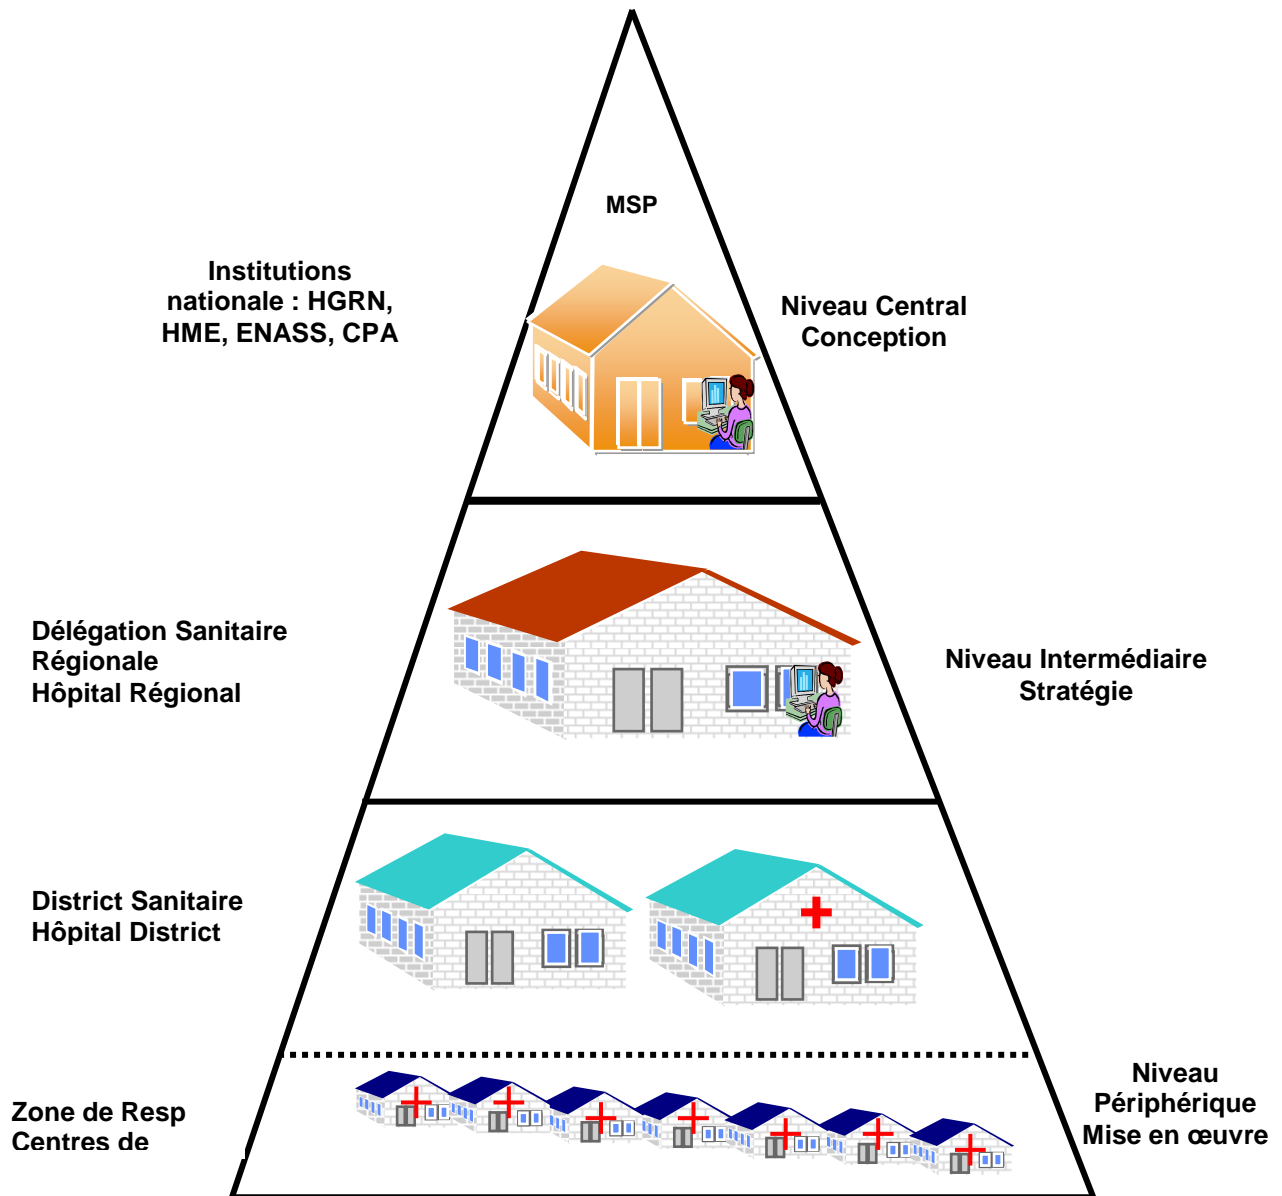 MSP
Institutions
nationale : HGRN,
HME, ENASS, CPA
Niveau Central
Conception
Délégation Sanitaire
Régionale
Hôpital Régional
Niveau Intermédiaire
Stratégie
District Sanitaire
Hôpital District
Zone de Resp
Centres de
Niveau
Périphérique
Mise en œuvre